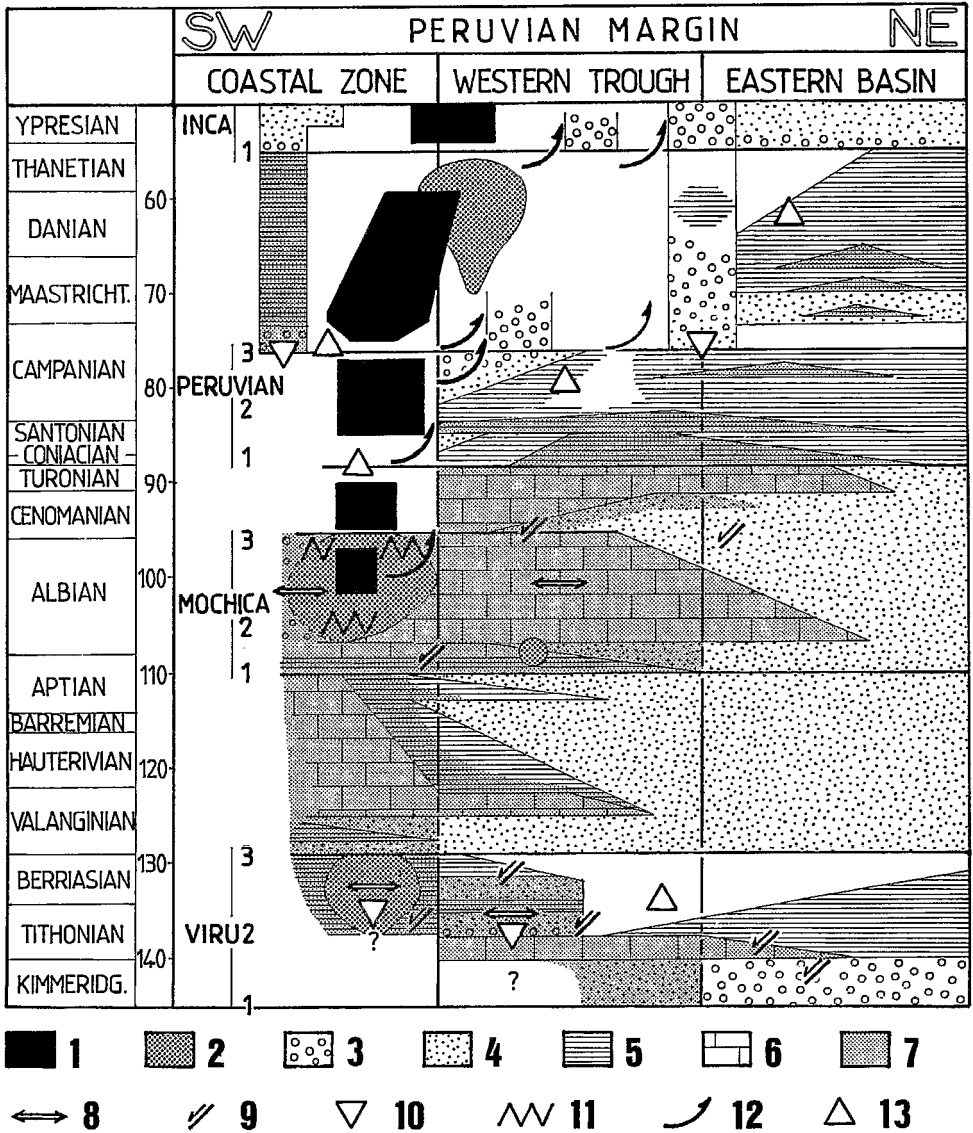 SW PERUVIAN MARGIN NE
COASTAL ZONE WESTERN TROUGH EASTERN BASIN
YPRESIAN INCA
1
THANETIAN
60
DANIAN
MAASTRICHT. 70
3
CAMPANIAN PERUVIAN
80
2
SANTONIAN
-CONIACIAN- 1
TURONIAN
90
CENOMANIAN
3
ALBIAN 100
MOCHICA
2
1
APTIAN 110
BARREMIAN
HAUTERIVIAN 120
VALANGINIAN
130 3
BERRIASIAN
TITHONIAN VIRU 2 ?
140
KIMMERIDG. ?
1
1 2 3 4 5 6 7
8 9 10 11 12 13